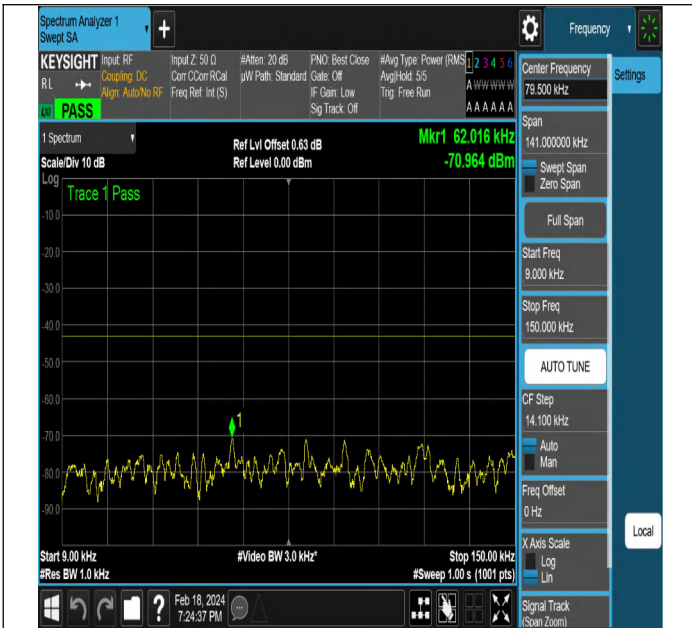 Spectrum Analyzer 1
Swept SA
+
Frequency
KEYSIGHT
RL
LXI
PASS
Input: RF
Coupling: DC
Align: Auto/No RF
Input Z: 50 Ω
Corr CCorr RCal
Freq Ref: Int (S)
#Atten: 20 dB
µW Path: Standard
PNO: Best Close
Gate: Off
IF Gain: Low
Sig Track: Off
#Avg Type: Power (RMS
Avg|Hold: 5/5
Trig: Free Run
1 2 3 4 5 6
A W W W W W
A A A A A A
Center Frequency
79.500 kHz
Settings
1 Spectrum
Scale/Div 10 dB
Ref Lvl Offset 0.63 dB
Ref Level 0.00 dBm
Mkr1 62.016 kHz
-70.964 dBm
Log
Trace 1 Pass
-10.0
-20.0
-30.0
-40.0
-50.0
-60.0
-70.0
-80.0
-90.0
1
Start 9.00 kHz
#Res BW 1.0 kHz
#Video BW 3.0 kHz*
Stop 150.00 kHz
#Sweep 1.00 s (1001 pts)
Span
141.000000 kHz
Swept Span
Zero Span
Full Span
Start Freq
9.000 kHz
Stop Freq
150.000 kHz
AUTO TUNE
CF Step
14.100 kHz
Auto
Man
Freq Offset
0 Hz
X Axis Scale
Log
Lin
Local
Signal Track
(Span Zoom)
?
Feb 18, 2024
7:24:37 PM